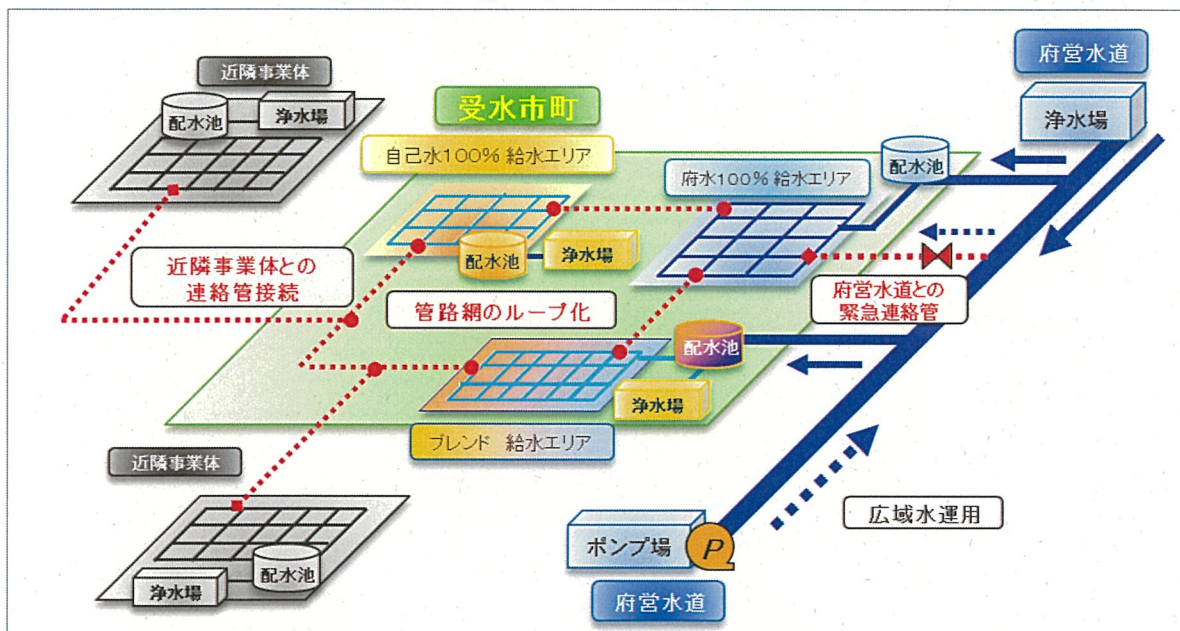 府営水道
浄水場
近隣事業体
配水池
浄水場
受水市町
自己水100%給水エリア
府水100%給水エリア
配水池
配水池
浄水場
近隣事業体との
連絡管接続
管路網のループ化
府営水道との
緊急連絡管
配水池
浄水場
ブレンド 給水エリア
近隣事業体
配水池
浄水場
広域水運用
ポンプ場
P
府営水道